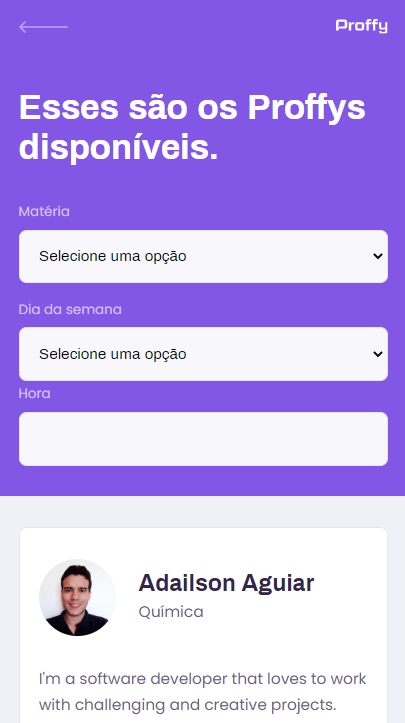 Proffy
Esses são os Proffys
disponíveis.
Matéria
Selecione uma opção
Dia da semana
Selecione uma opção
Hora
Adailson Aguiar
Química
I'm a software developer that loves to work
with challenging and creative projects.